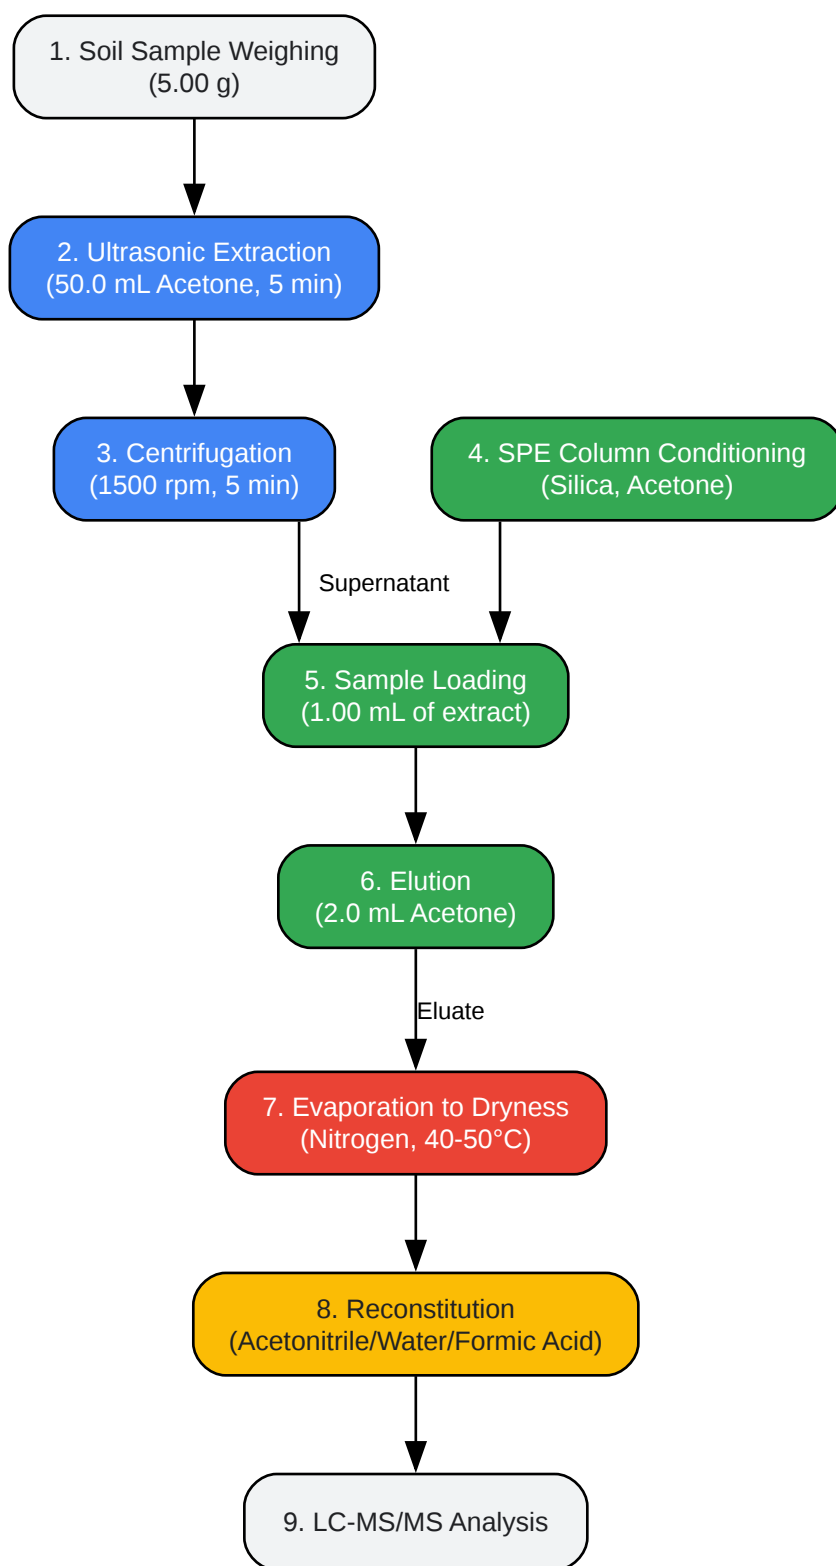 1. Soil Sample Weighing
(5.00 g)
2. Ultrasonic Extraction
(50.0 mL Acetone, 5 min)
3. Centrifugation
(1500 rpm, 5 min)
4. SPE Column Conditioning
(Silica, Acetone)
Supernatant
5. Sample Loading
(1.00 mL of extract)
6. Elution
(2.0 mL Acetone)
Eluate
7. Evaporation to Dryness
(Nitrogen, 40-50°C)
8. Reconstitution
(Acetonitrile/Water/Formic Acid)
9. LC-MS/MS Analysis